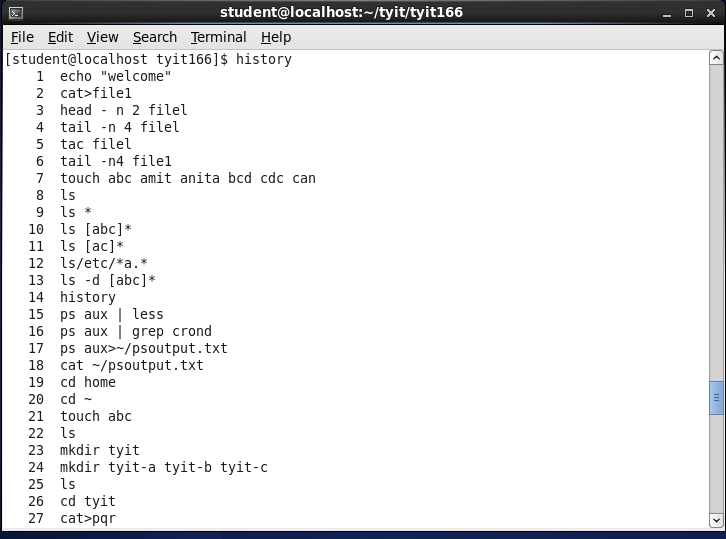 student@localhost:~/tyit/tyit166
File Edit View Search Terminal Help
[student@localhost tyit166]$ history
1 echo "welcome"
2 cat>file1
3 head - n 2 filel
4 tail -n 4 filel
5 tac filel
6 tail -n4 file1
7 touch abc amit anita bcd cdc can
8 ls
9 ls *
10 ls [abc]*
11 ls [ac]*
12 ls/etc/*a.*
13 ls -d [abc]*
14 history
15 ps aux | less
16 ps aux | grep crond
17 ps aux>~/psoutput.txt
18 cat ~/psoutput.txt
19 cd home
20 cd ~
21 touch abc
22 ls
23 mkdir tyit
24 mkdir tyit-a tyit-b tyit-c
25 ls
26 cd tyit
27 cat>pqr